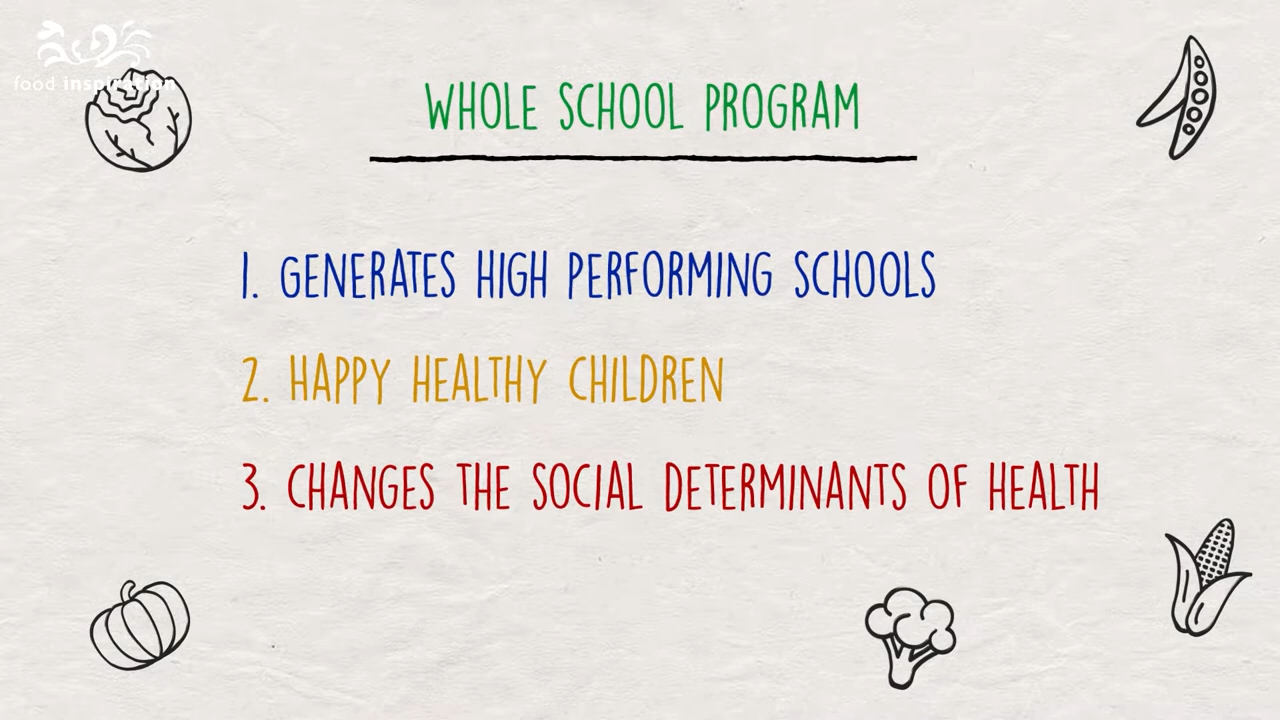 food inspiration
WHOLE SCHOOL PROGRAM
1. GENERATES HIGH PERFORMING SCHOOLS
2. HAPPY HEALTHY CHILDREN
3. CHANGES THE SOCIAL DETERMINANTS OF HEALTH